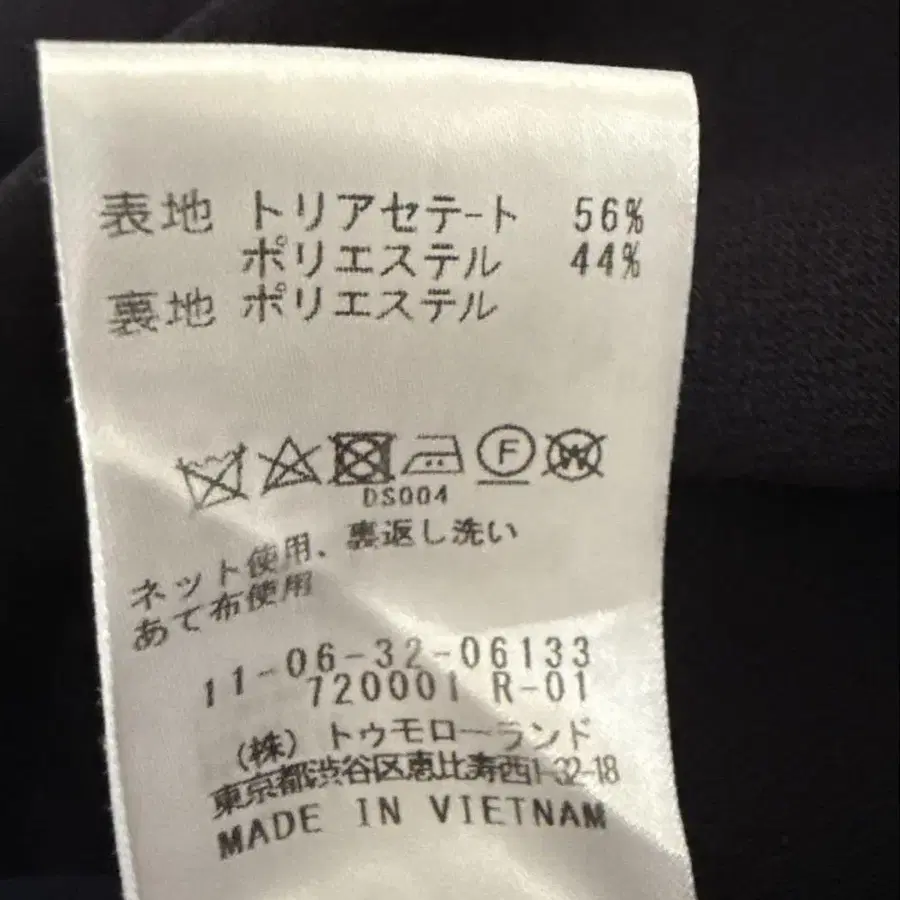 表地 トリアセテート 56%
ポリエステル 44%
裏地 ポリエステル
F W
DS004
ネット使用、裏返し洗い
あて布使用
11-06-32-06133
720001 R-01
(株) トゥモローランド
東京都渋谷区恵比寿西1-32-18
MADE IN VIETNAM